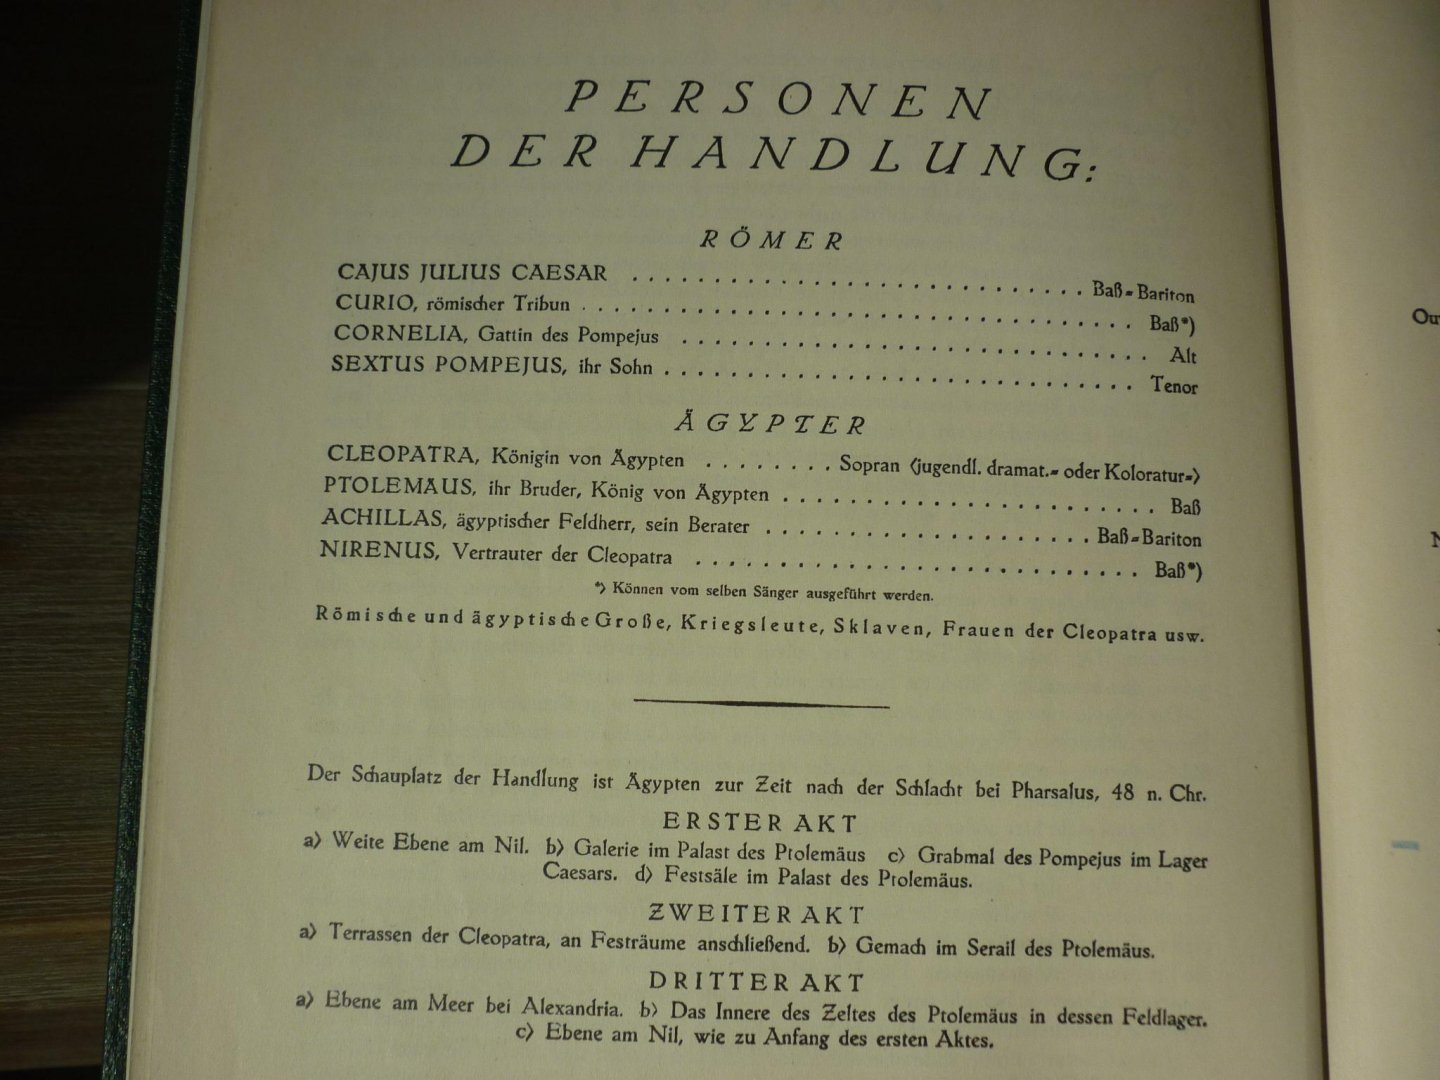 PERSONEN
DER HANDLUNG:
RÖMER
CAJUS JULIUS CAESAR . . . . . . . . . . . . . . . . . . . . . . . . . . . . Baß-Bariton
CURIO, römischer Tribun . . . . . . . . . . . . . . . . . . . . . . . . . . . . . . . . Baß*)
CORNELIA, Gattin des Pompejus . . . . . . . . . . . . . . . . . . . . . . . . . . . . Alt
SEXTUS POMPEJUS, ihr Sohn . . . . . . . . . . . . . . . . . . . . . . . . . . . . Tenor
ÄGYPTER
CLEOPATRA, Königin von Ägypten . . . . . . . . Sopran (jugendl. dramat.- oder Koloratur-)
PTOLEMÄUS, ihr Bruder, König von Ägypten . . . . . . . . . . . . . . . . . . . . . . . . Baß
ACHILLAS, ägyptischer Feldherr, sein Berater . . . . . . . . . . . . . . . . . . . . Baß-Bariton
NIRENUS, Vertrauter der Cleopatra . . . . . . . . . . . . . . . . . . . . . . . . . . . Baß*)
*) Können vom selben Sänger ausgeführt werden.
Römische und ägyptische Große, Kriegsleute, Sklaven, Frauen der Cleopatra usw.
Der Schauplatz der Handlung ist Ägypten zur Zeit nach der Schlacht bei Pharsalus, 48 n. Chr.
ERSTER AKT
a) Weite Ebene am Nil. b) Galerie im Palast des Ptolemäus c) Grabmal des Pompejus im Lager
Caesars. d) Festsäle im Palast des Ptolemäus.
ZWEITER AKT
a) Terrassen der Cleopatra, an Festräume anschließend. b) Gemach im Serail des Ptolemäus.
DRITTER AKT
a) Ebene am Meer bei Alexandria. b) Das Innere des Zeltes des Ptolemäus in dessen Feldlager.
c) Ebene am Nil, wie zu Anfang des ersten Aktes.